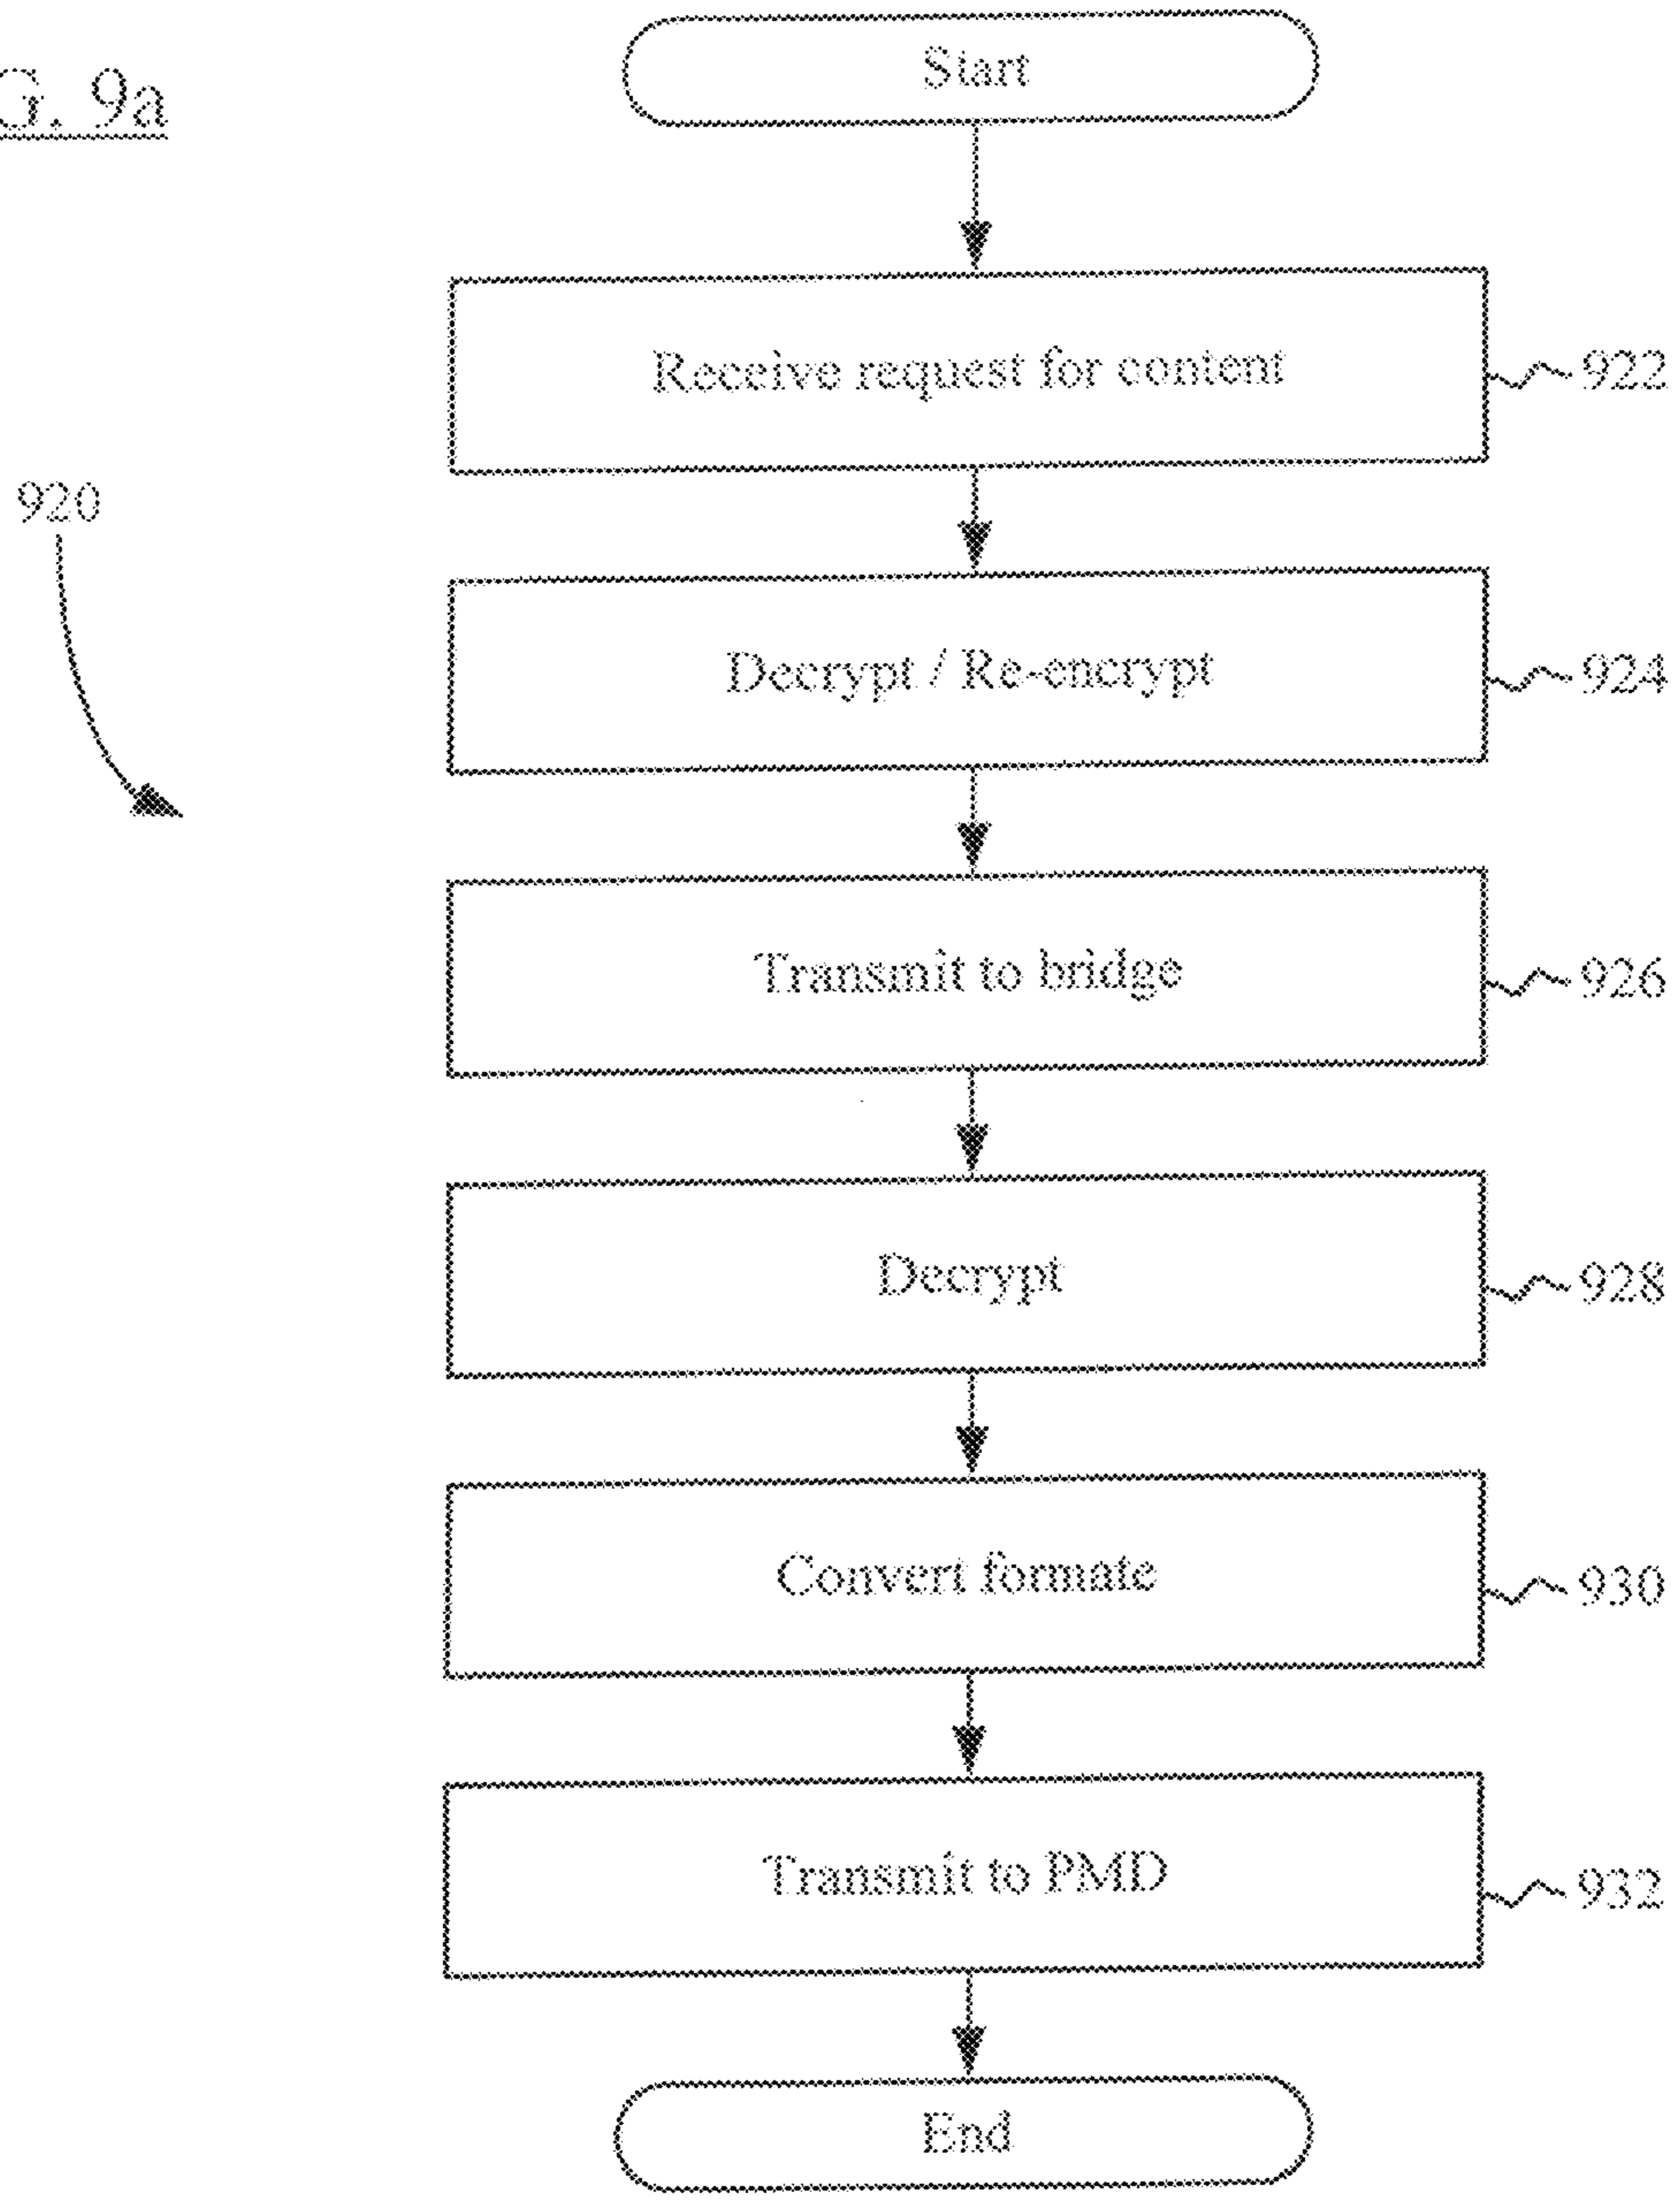 G. 9a
Start
Receive request for content
922
920
Decrypt / Re-encrypt
924
Transmit to bridge
926
Decrypt
928
Convert formate
930
Transmit to PMD
932
End